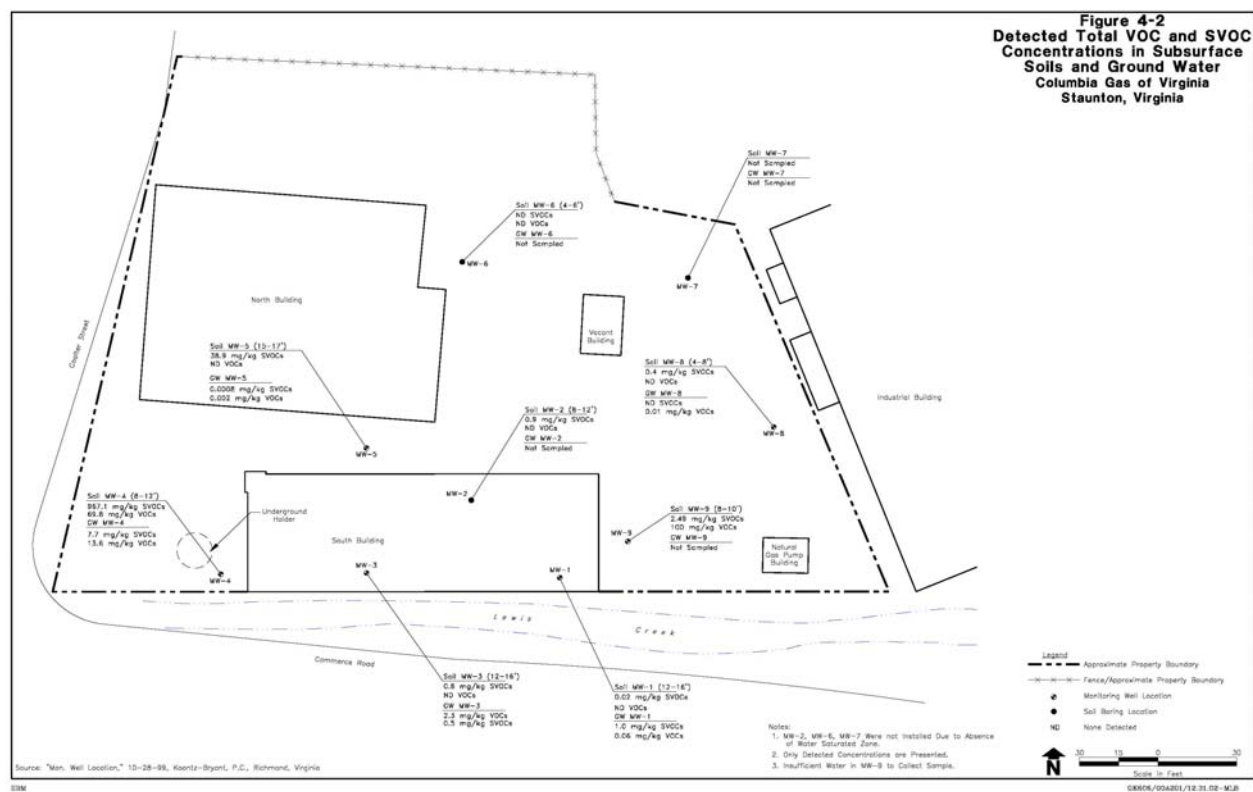 Figure 4-2
Detected Total VOC and SVOC
Concentrations in Subsurface
Soils and Ground Water
Columbia Gas of Virginia
Staunton, Virginia
Soil MW-7
Not Sampled
GW MW-7
Not Sampled
MW-7
Soil MW-6 (4-6')
ND SVOCs
ND VOCs
GW MW-6
Not Sampled
MW-6
North Building
Street
Vacant
Building
Soil MW-5 (15-17')
38.9 mg/kg SVOCs
ND VOCs
GW MW-5
0.0008 mg/kg SVOCs
0.002 mg/kg VOCs
MW-5
Soil MW-8 (4-8')
0.4 mg/kg SVOCs
ND VOCs
GW MW-8
ND SVOCs
0.01 mg/kg VOCs
MW-8
Industrial Building
Soil MW-2 (8-12')
0.9 mg/kg SVOCs
ND VOCs
GW MW-2
Not Sampled
MW-2
Soil MW-4 (8-12')
967.1 mg/kg SVOCs
69.8 mg/kg VOCs
GW MW-4
7.7 mg/kg SVOCs
13.6 mg/kg VOCs
MW-4
Underground
Holder
South Building
Soil MW-9 (8-10')
2.49 mg/kg SVOCs
100 mg/kg VOCs
GW MW-9
Not Sampled
MW-9
Natural
Gas Pump
Building
MW-3
MW-1
Lewis Creek
Commerce Road
Soil MW-3 (12-16')
0.8 mg/kg SVOCs
ND VOCs
GW MW-3
2.3 mg/kg VOCs
0.5 mg/kg SVOCs
Soil MW-1 (12-16')
0.02 mg/kg SVOCs
ND VOCs
GW MW-1
1.0 mg/kg SVOCs
0.06 mg/kg VOCs
Legend
Approximate Property Boundary
Fence/Approximate Property Boundary
Monitoring Well Location
Soil Boring Location
ND None Detected
Notes:
1. MW-2, MW-6, MW-7 Were not Installed Due to Absence
of Water Saturated Zone.
2. Only Detected Concentrations are Presented.
3. Insufficient Water in MW-9 to Collect Sample.
N
30 15 0 30
Scale in Feet
Source: "Mon. Well Location," 10-28-99, Koontz-Bryant, P.C., Richmond, Virginia
ERM